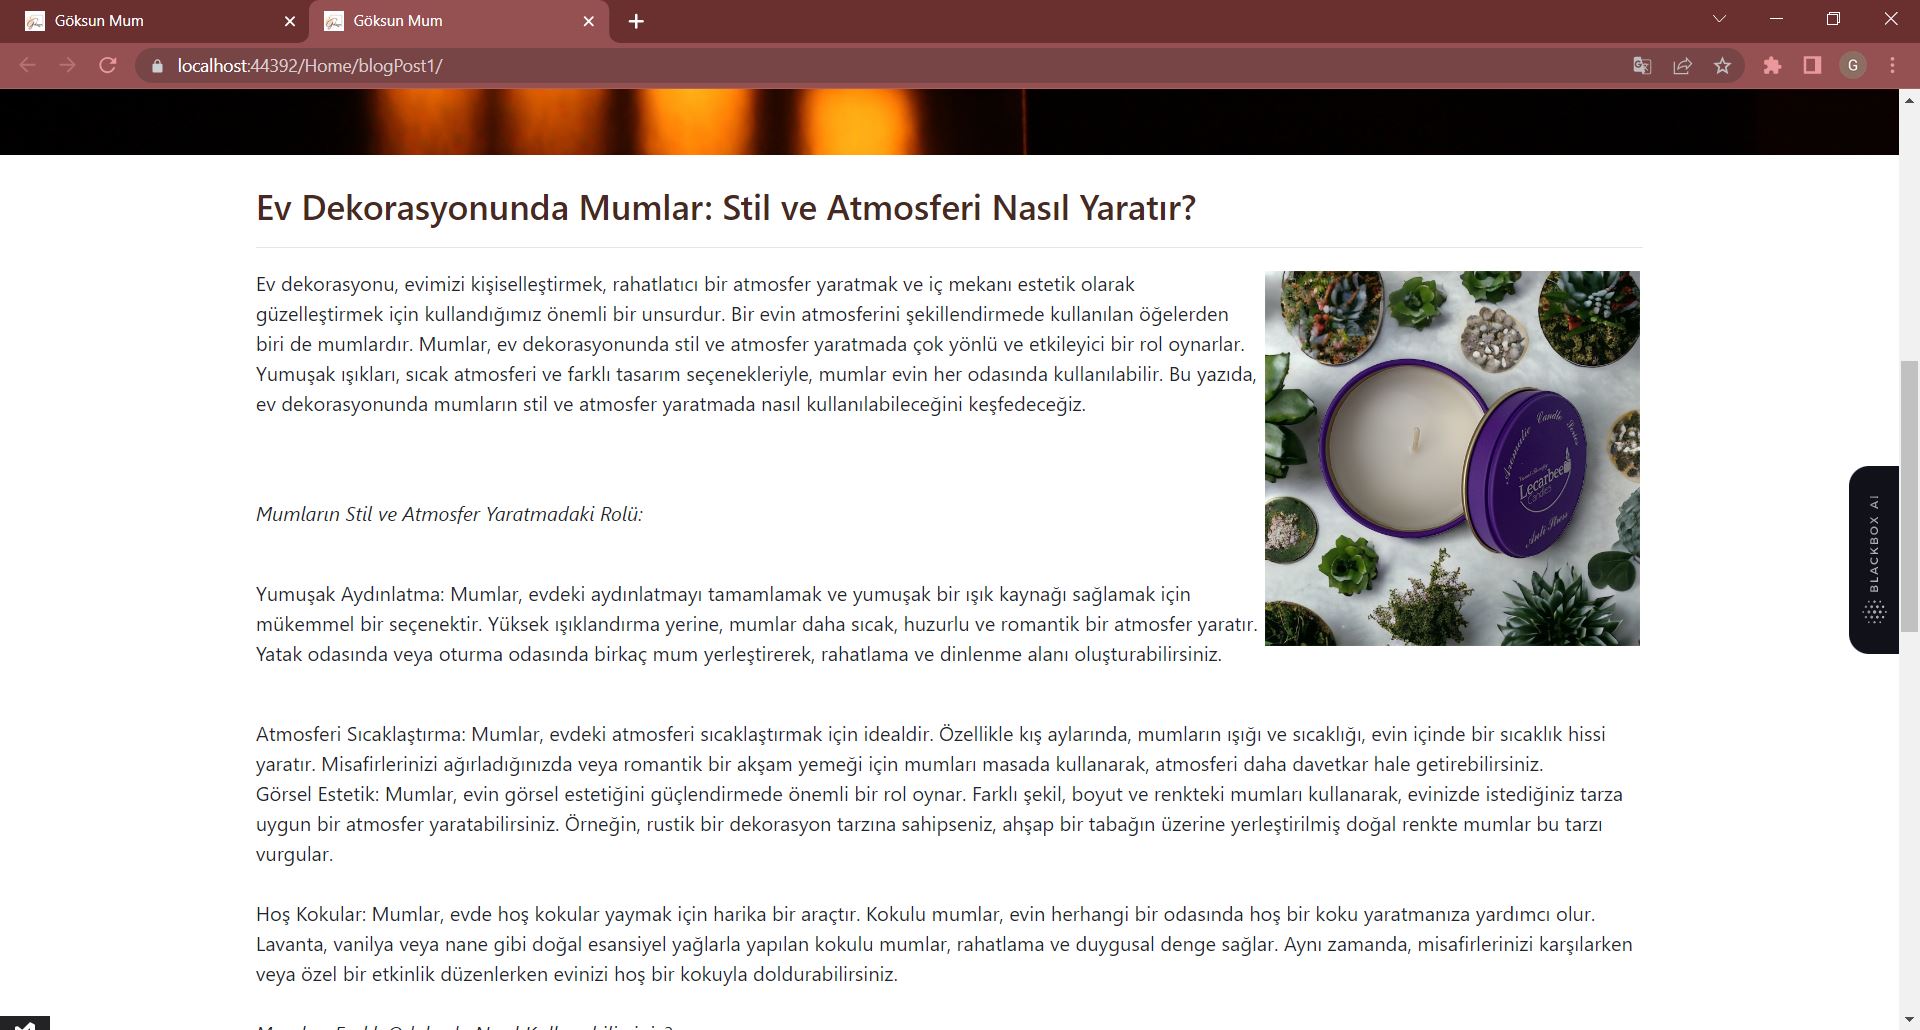 Göksun Mum
Göksun Mum
localhost:44392/Home/blogPost1/
G
Ev Dekorasyonunda Mumlar: Stil ve Atmosferi Nasıl Yaratır?
Ev dekorasyonu, evimizi kişiselleştirmek, rahatlatıcı bir atmosfer yaratmak ve iç mekanı estetik olarak
güzelleştirmek için kullandığımız önemli bir unsurdur. Bir evin atmosferini şekillendirmede kullanılan öğelerden
biri de mumlardır. Mumlar, ev dekorasyonunda stil ve atmosfer yaratmada çok yönlü ve etkileyici bir rol oynarlar.
Yumuşak ışıkları, sıcak atmosferi ve farklı tasarım seçenekleriyle, mumlar evin her odasında kullanılabilir. Bu yazıda,
ev dekorasyonunda mumların stil ve atmosfer yaratmada nasıl kullanılabileceğini keşfedeceğiz.
Aromatic Candle Series
Lecarbee
Candles
Anti-Stress
BLACKBOX AI
Mumların Stil ve Atmosfer Yaratmadaki Rolü:
Yumuşak Aydınlatma: Mumlar, evdeki aydınlatmayı tamamlamak ve yumuşak bir ışık kaynağı sağlamak için
mükemmel bir seçenektir. Yüksek ışıklandırma yerine, mumlar daha sıcak, huzurlu ve romantik bir atmosfer yaratır.
Yatak odasında veya oturma odasında birkaç mum yerleştirerek, rahatlama ve dinlenme alanı oluşturabilirsiniz.
Atmosferi Sıcaklaştırma: Mumlar, evdeki atmosferi sıcaklaştırmak için idealdir. Özellikle kış aylarında, mumların ışığı ve sıcaklığı, evin içinde bir sıcaklık hissi
yaratır. Misafirlerinizi ağırladığınızda veya romantik bir akşam yemeği için mumları masada kullanarak, atmosferi daha davetkar hale getirebilirsiniz.
Görsel Estetik: Mumlar, evin görsel estetiğini güçlendirmede önemli bir rol oynar. Farklı şekil, boyut ve renkteki mumları kullanarak, evinizde istediğiniz tarza
uygun bir atmosfer yaratabilirsiniz. Örneğin, rustik bir dekorasyon tarzına sahipseniz, ahşap bir tabağın üzerine yerleştirilmiş doğal renkte mumlar bu tarzı
vurgular.
Hoş Kokular: Mumlar, evde hoş kokular yaymak için harika bir araçtır. Kokulu mumlar, evin herhangi bir odasında hoş bir koku yaratmanıza yardımcı olur.
Lavanta, vanilya veya nane gibi doğal esansiyel yağlarla yapılan kokulu mumlar, rahatlama ve duygusal denge sağlar. Aynı zamanda, misafirlerinizi karşılarken
veya özel bir etkinlik düzenlerken evinizi hoş bir kokuyla doldurabilirsiniz.